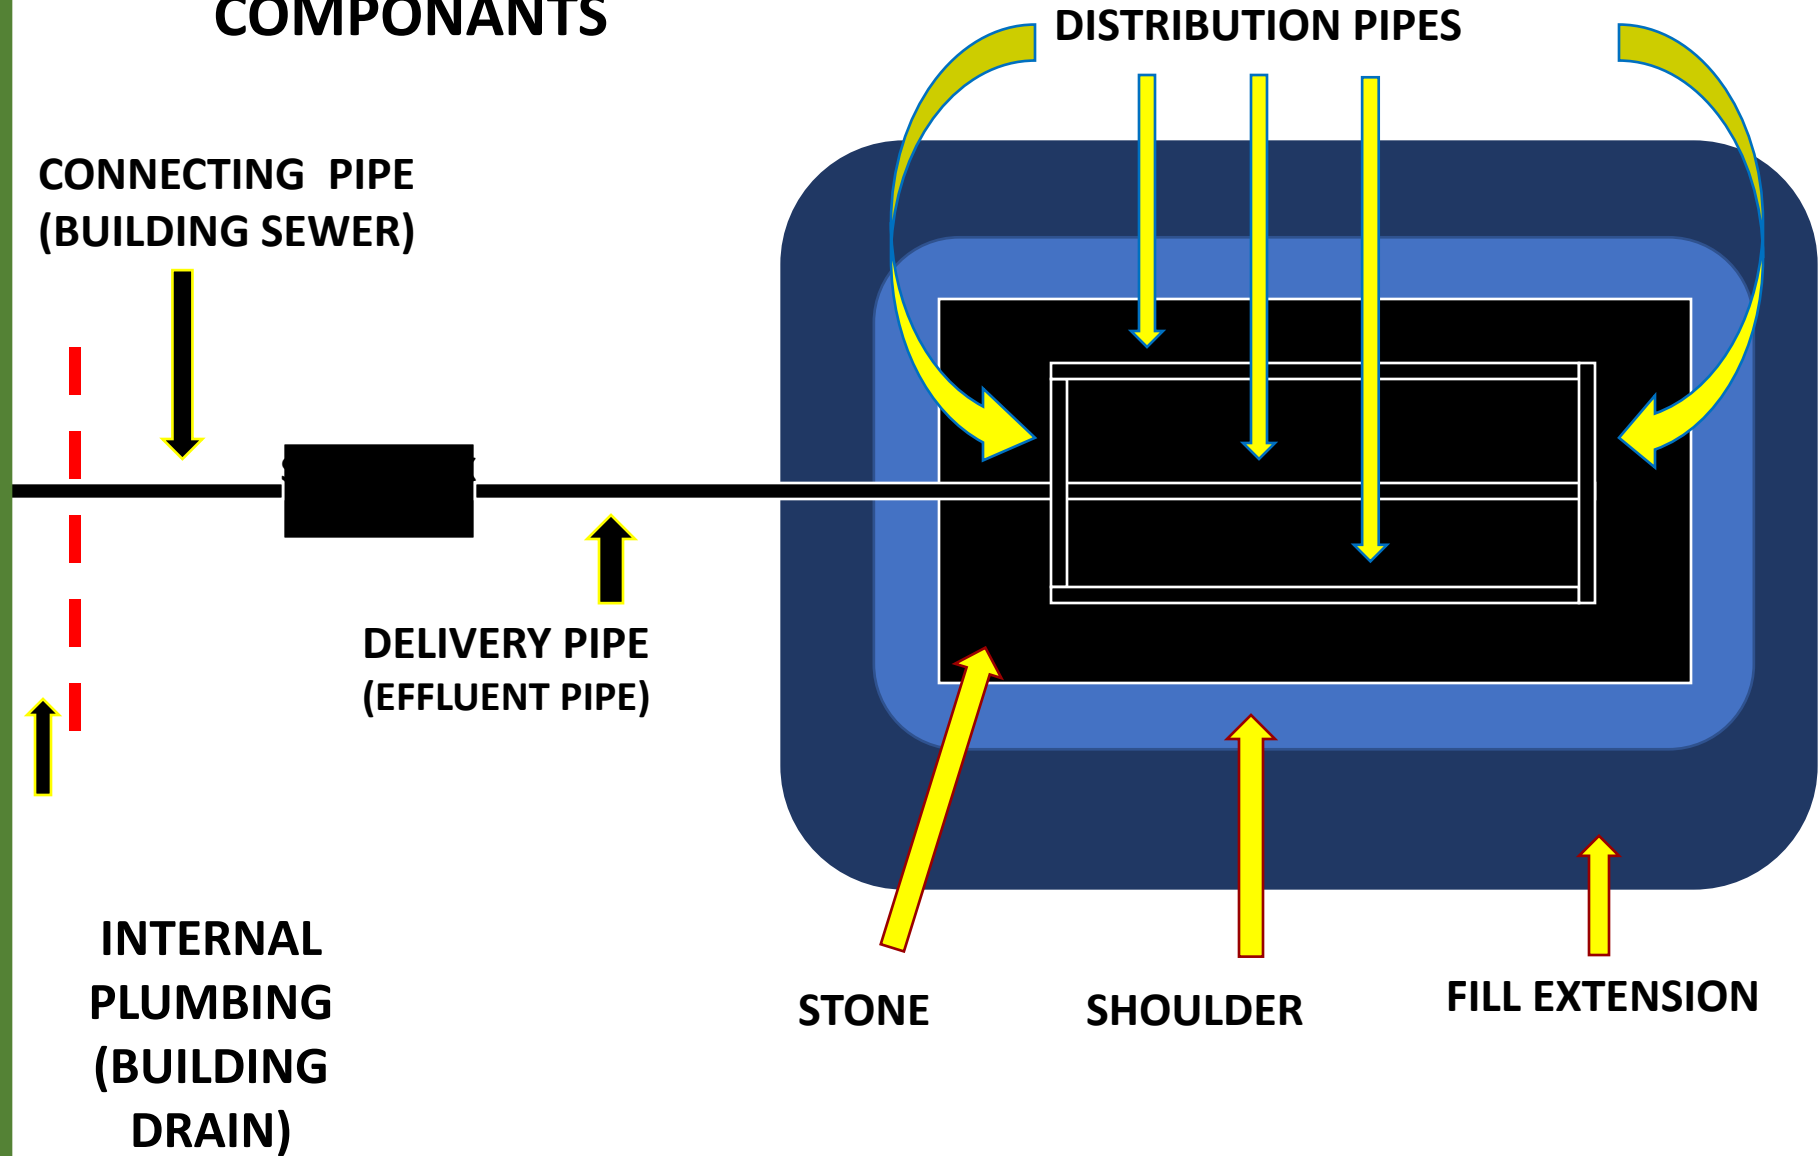 COMPONANTS
DISTRIBUTION PIPES
CONNECTING PIPE
(BUILDING SEWER)
DELIVERY PIPE
(EFFLUENT PIPE)
INTERNAL
PLUMBING
(BUILDING
DRAIN)
STONE
SHOULDER
FILL EXTENSION